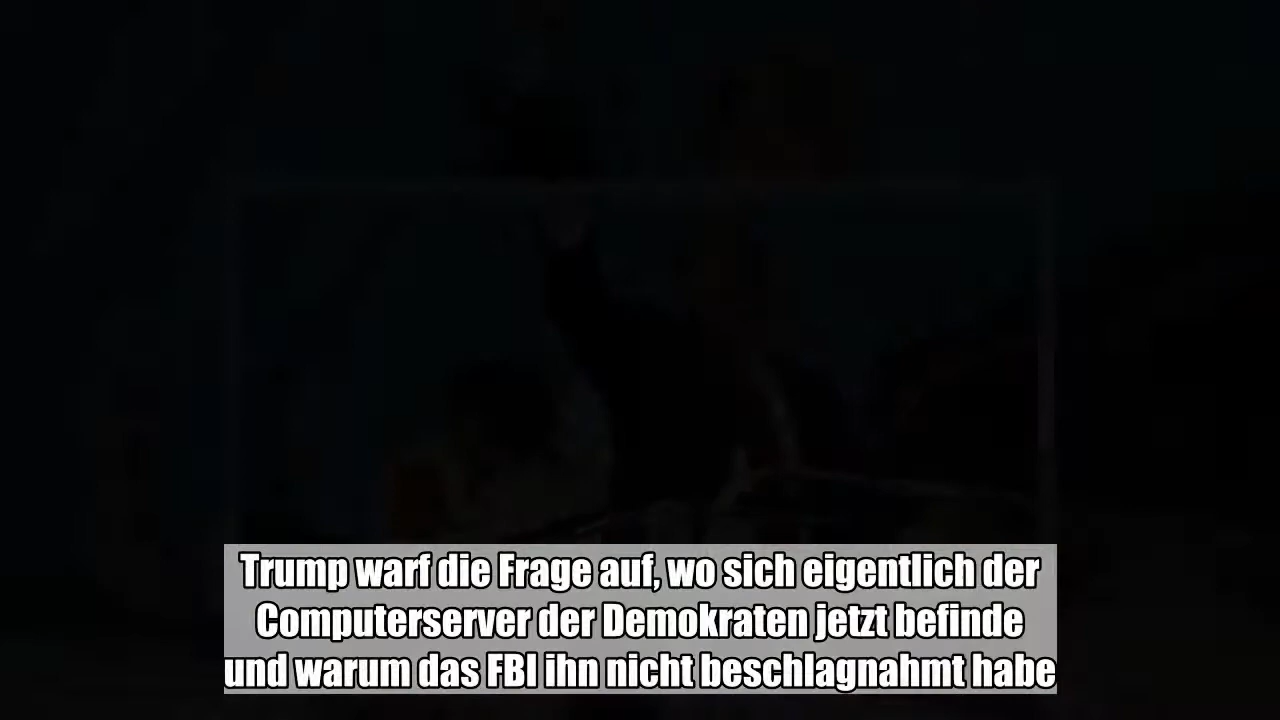 Trump warf die Frage auf, wo sich eigentlich der
Computerserver der Demokraten jetzt befinde
und warum das FBI ihn nicht beschlagnahmt habe